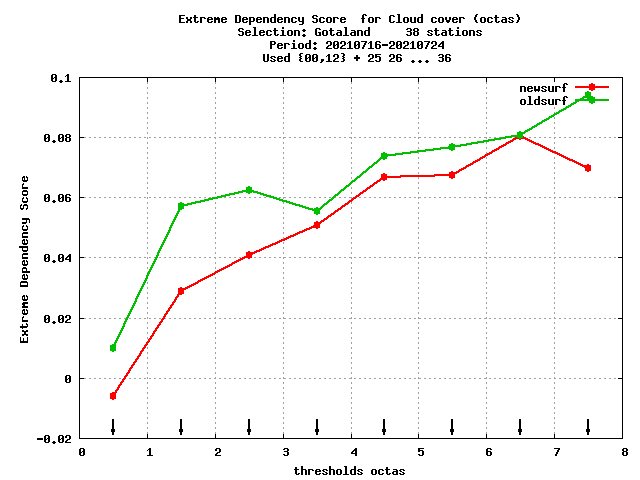 Extreme Dependency Score  for Cloud cover (octas)
Selection: Gotaland     38 stations
Period: 20210716-20210724
Used {00,12} + 25 26 ... 36
newsurf
oldsurf
0.1
0.08
0.06
0.04
0.02
0
-0.02
Extreme Dependency Score
0 1 2 3 4 5 6 7 8
thresholds octas